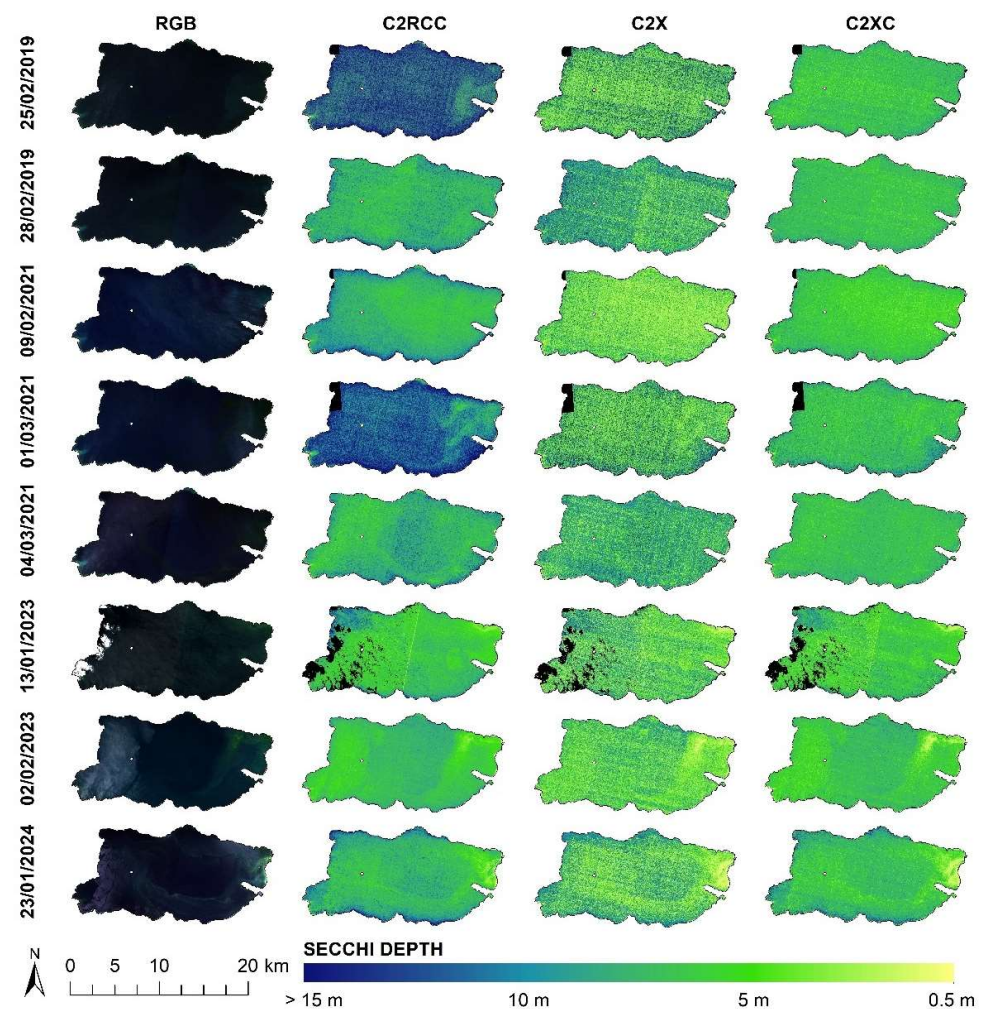 RGB C2RCC C2X C2XC
25/02/2019
28/02/2019
09/02/2021
01/03/2021
04/03/2021
13/01/2023
02/02/2023
23/01/2024
N
0 5 10 20 km
SECCHI DEPTH
> 15 m 10 m 5 m 0.5 m